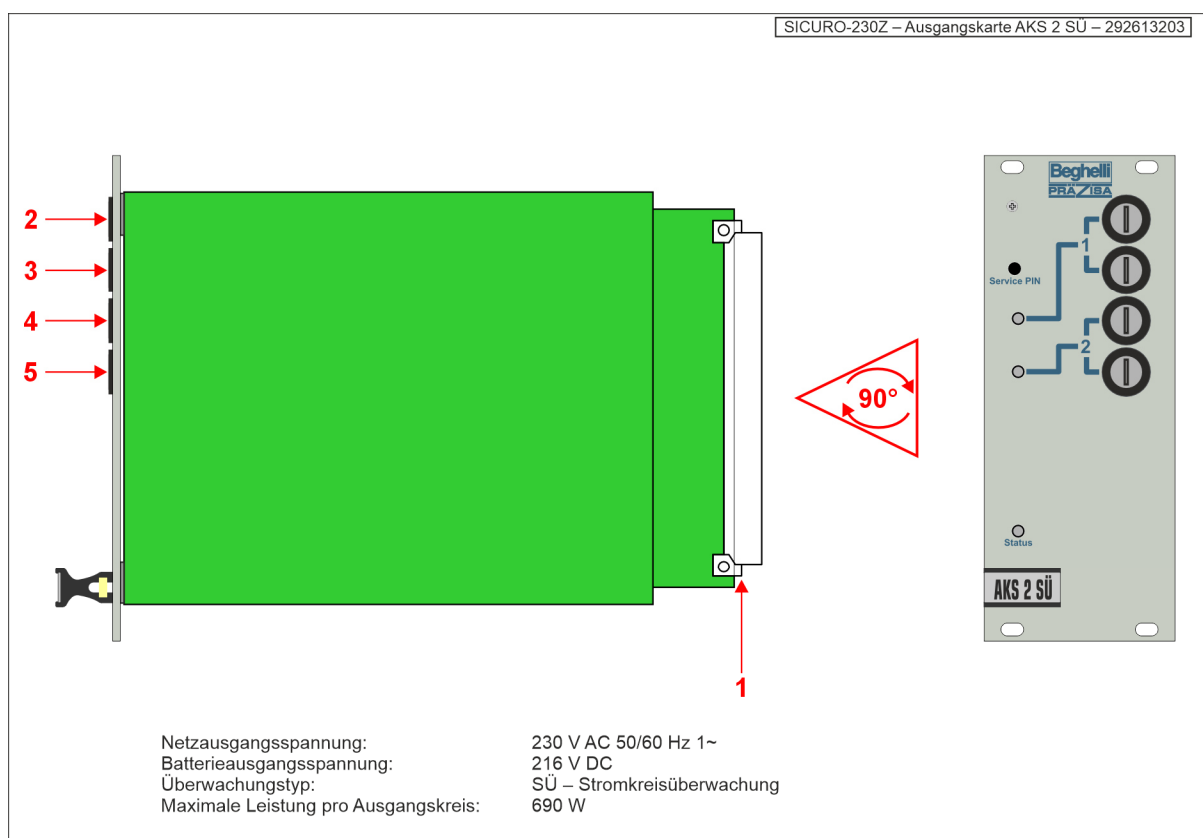 SICURO-230Z – Ausgangskarte AKS 2 SÜ – 292613203
2
3
4
5
1
90°
Beghelli
PRÄZISA
1
Service PIN
2
Status
AKS 2 SÜ
Netzausgangsspannung: 230 V AC 50/60 Hz 1~
Batterieausgangsspannung: 216 V DC
Überwachungstyp: SÜ – Stromkreisüberwachung
Maximale Leistung pro Ausgangskreis: 690 W